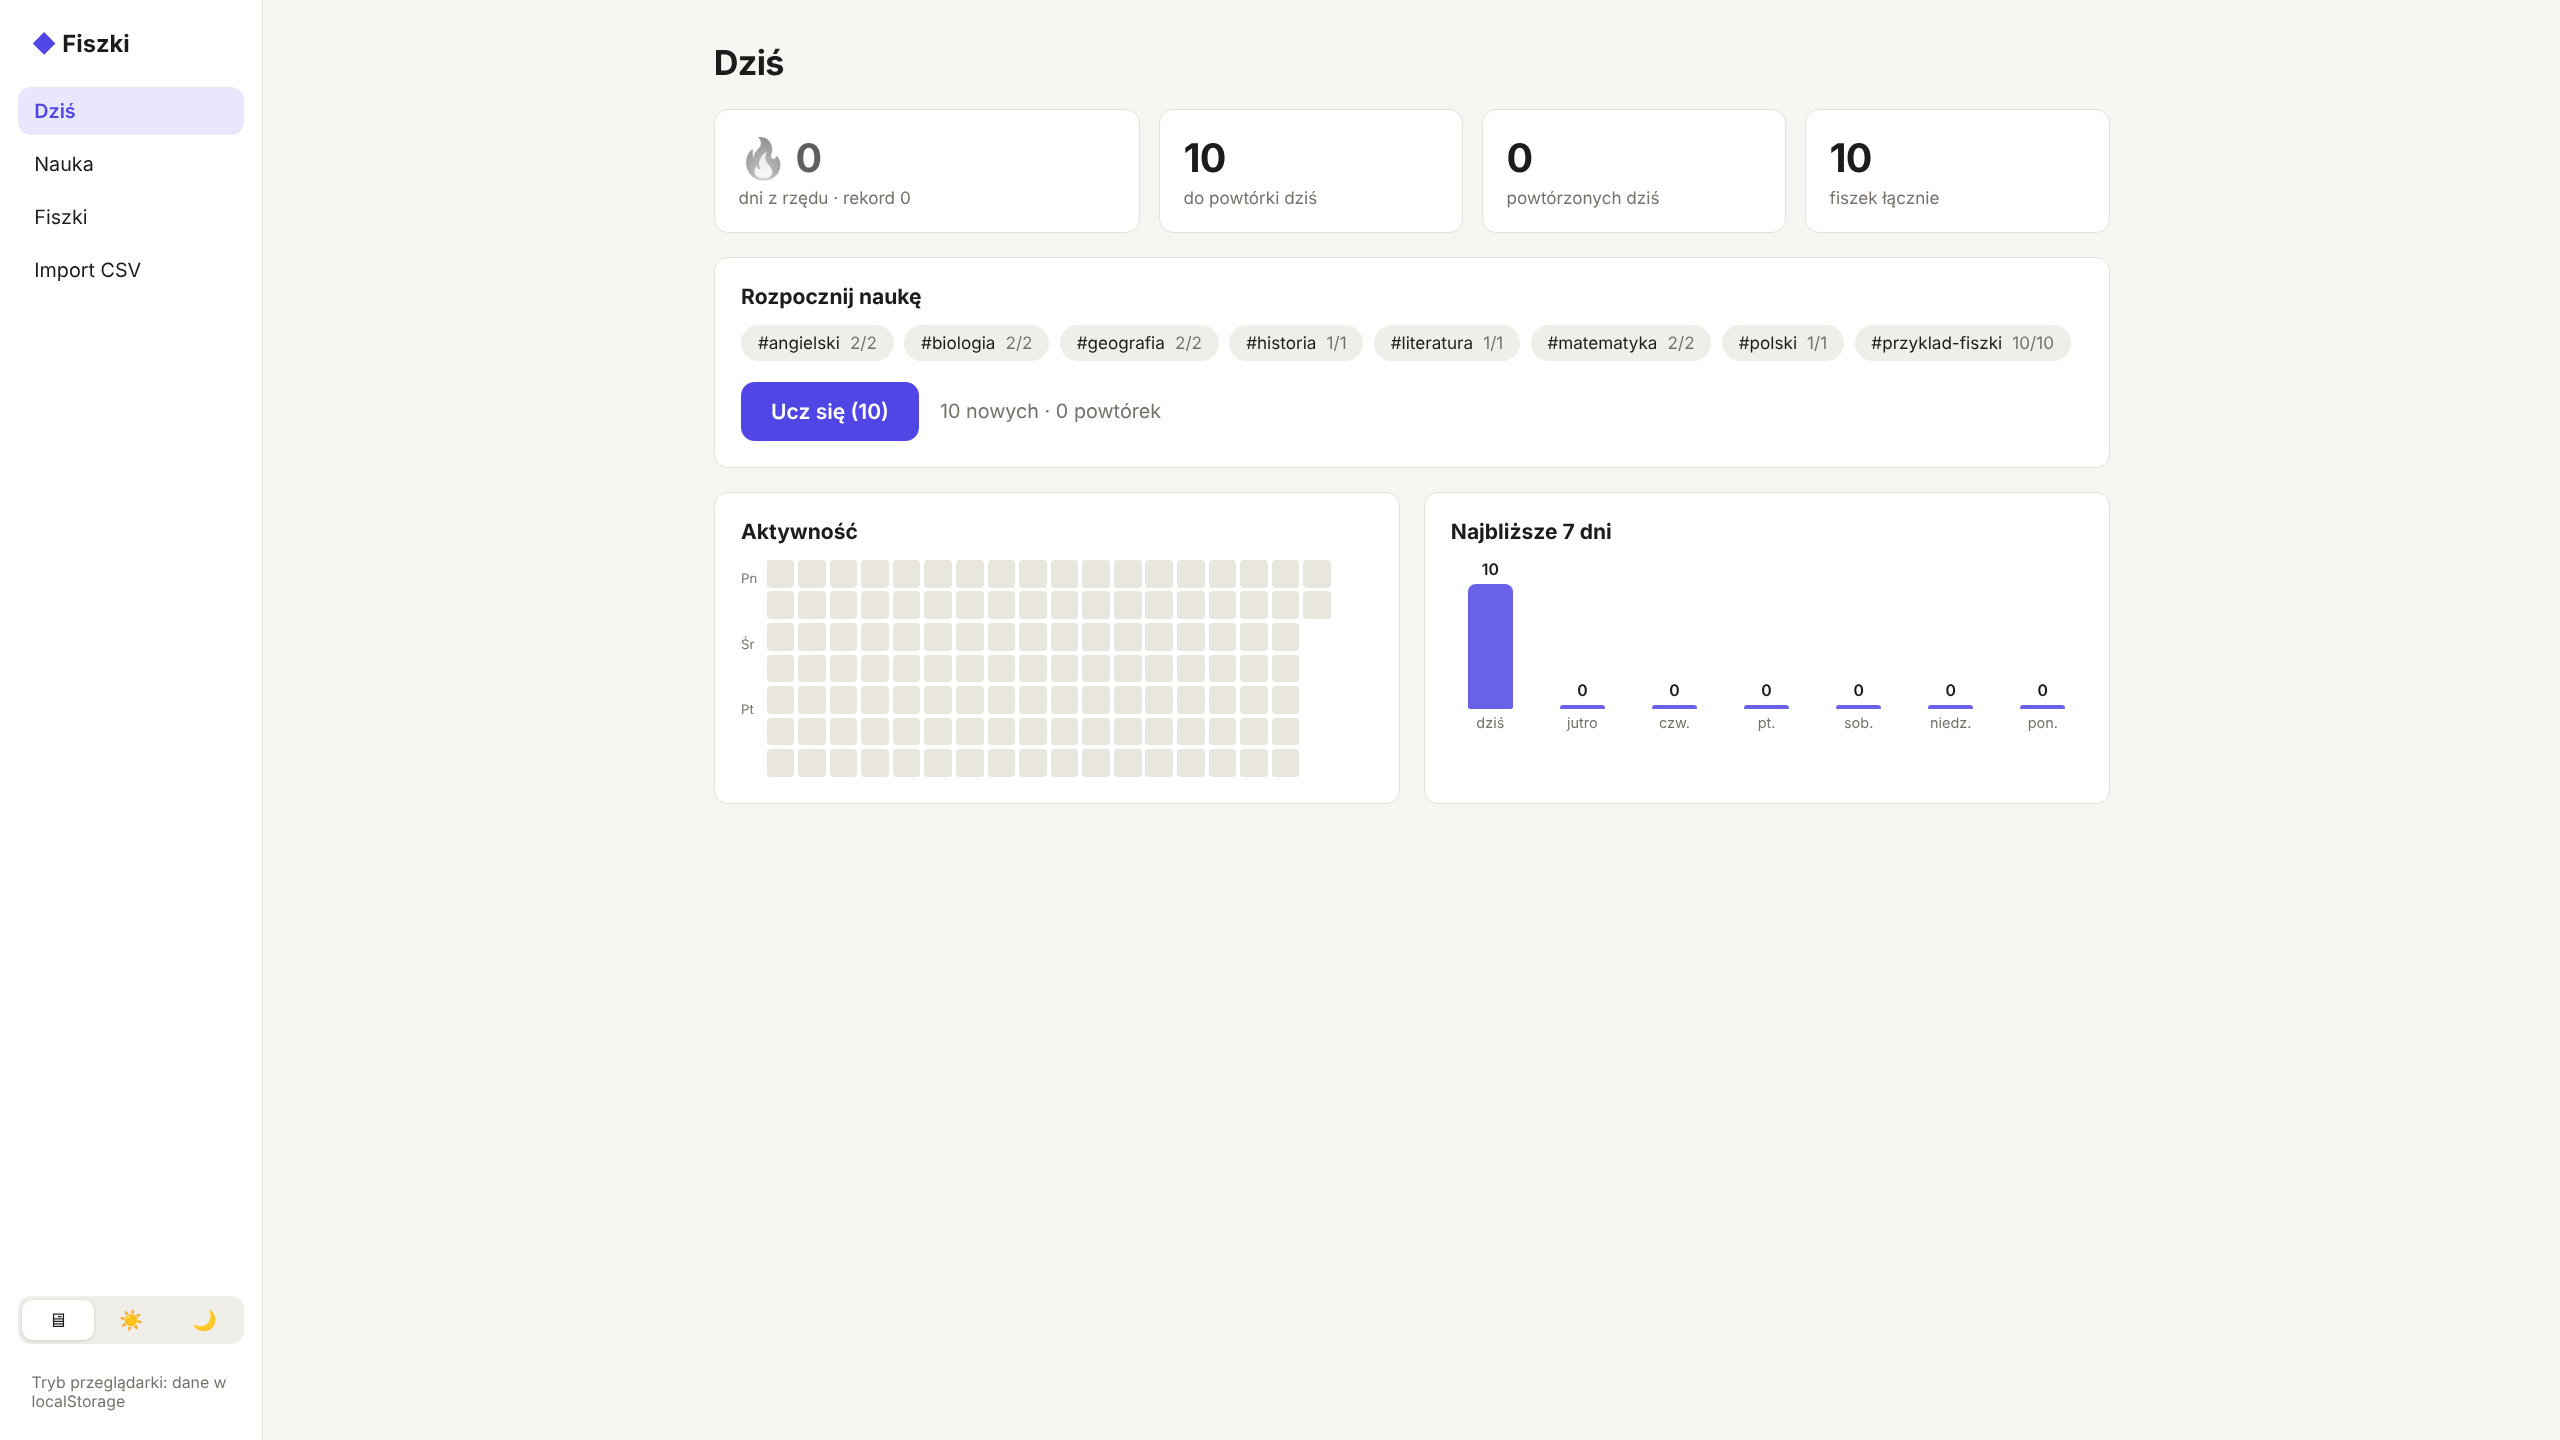 Fiszki
Dziś
Nauka
Fiszki
Import CSV
Tryb przeglądarki: dane w
localStorage
Dziś
0
dni z rzędu · rekord 0
10
do powtórki dziś
0
powtórzonych dziś
10
fiszek łącznie
Rozpocznij naukę
#angielski 2/2 #biologia 2/2 #geografia 2/2 #historia 1/1 #literatura 1/1 #matematyka 2/2 #polski 1/1 #przyklad-fiszki 10/10
Ucz się (10) 10 nowych · 0 powtórek
Aktywność
Pn
Śr
Pt
Najbliższe 7 dni
10 0 0 0 0 0 0
dziś jutro czw. pt. sob. niedz. pon.